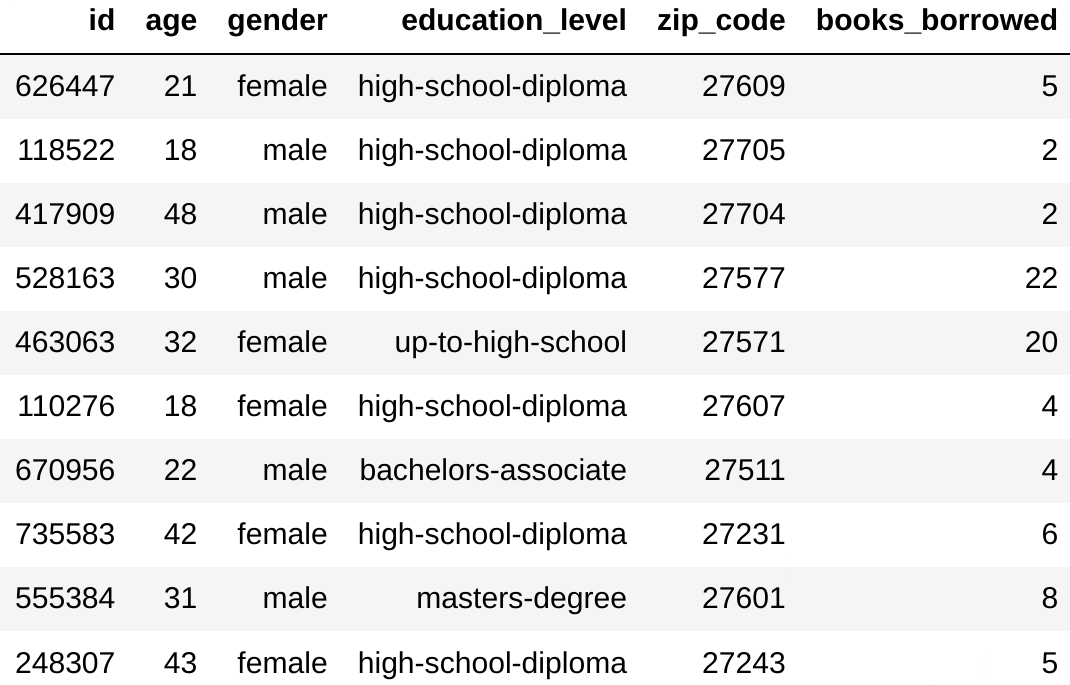 id age gender education_level zip_code books_borrowed
626447 21 female high-school-diploma 27609 5
118522 18 male high-school-diploma 27705 2
417909 48 male high-school-diploma 27704 2
528163 30 male high-school-diploma 27577 22
463063 32 female up-to-high-school 27571 20
110276 18 female high-school-diploma 27607 4
670956 22 male bachelors-associate 27511 4
735583 42 female high-school-diploma 27231 6
555384 31 male masters-degree 27601 8
248307 43 female high-school-diploma 27243 5